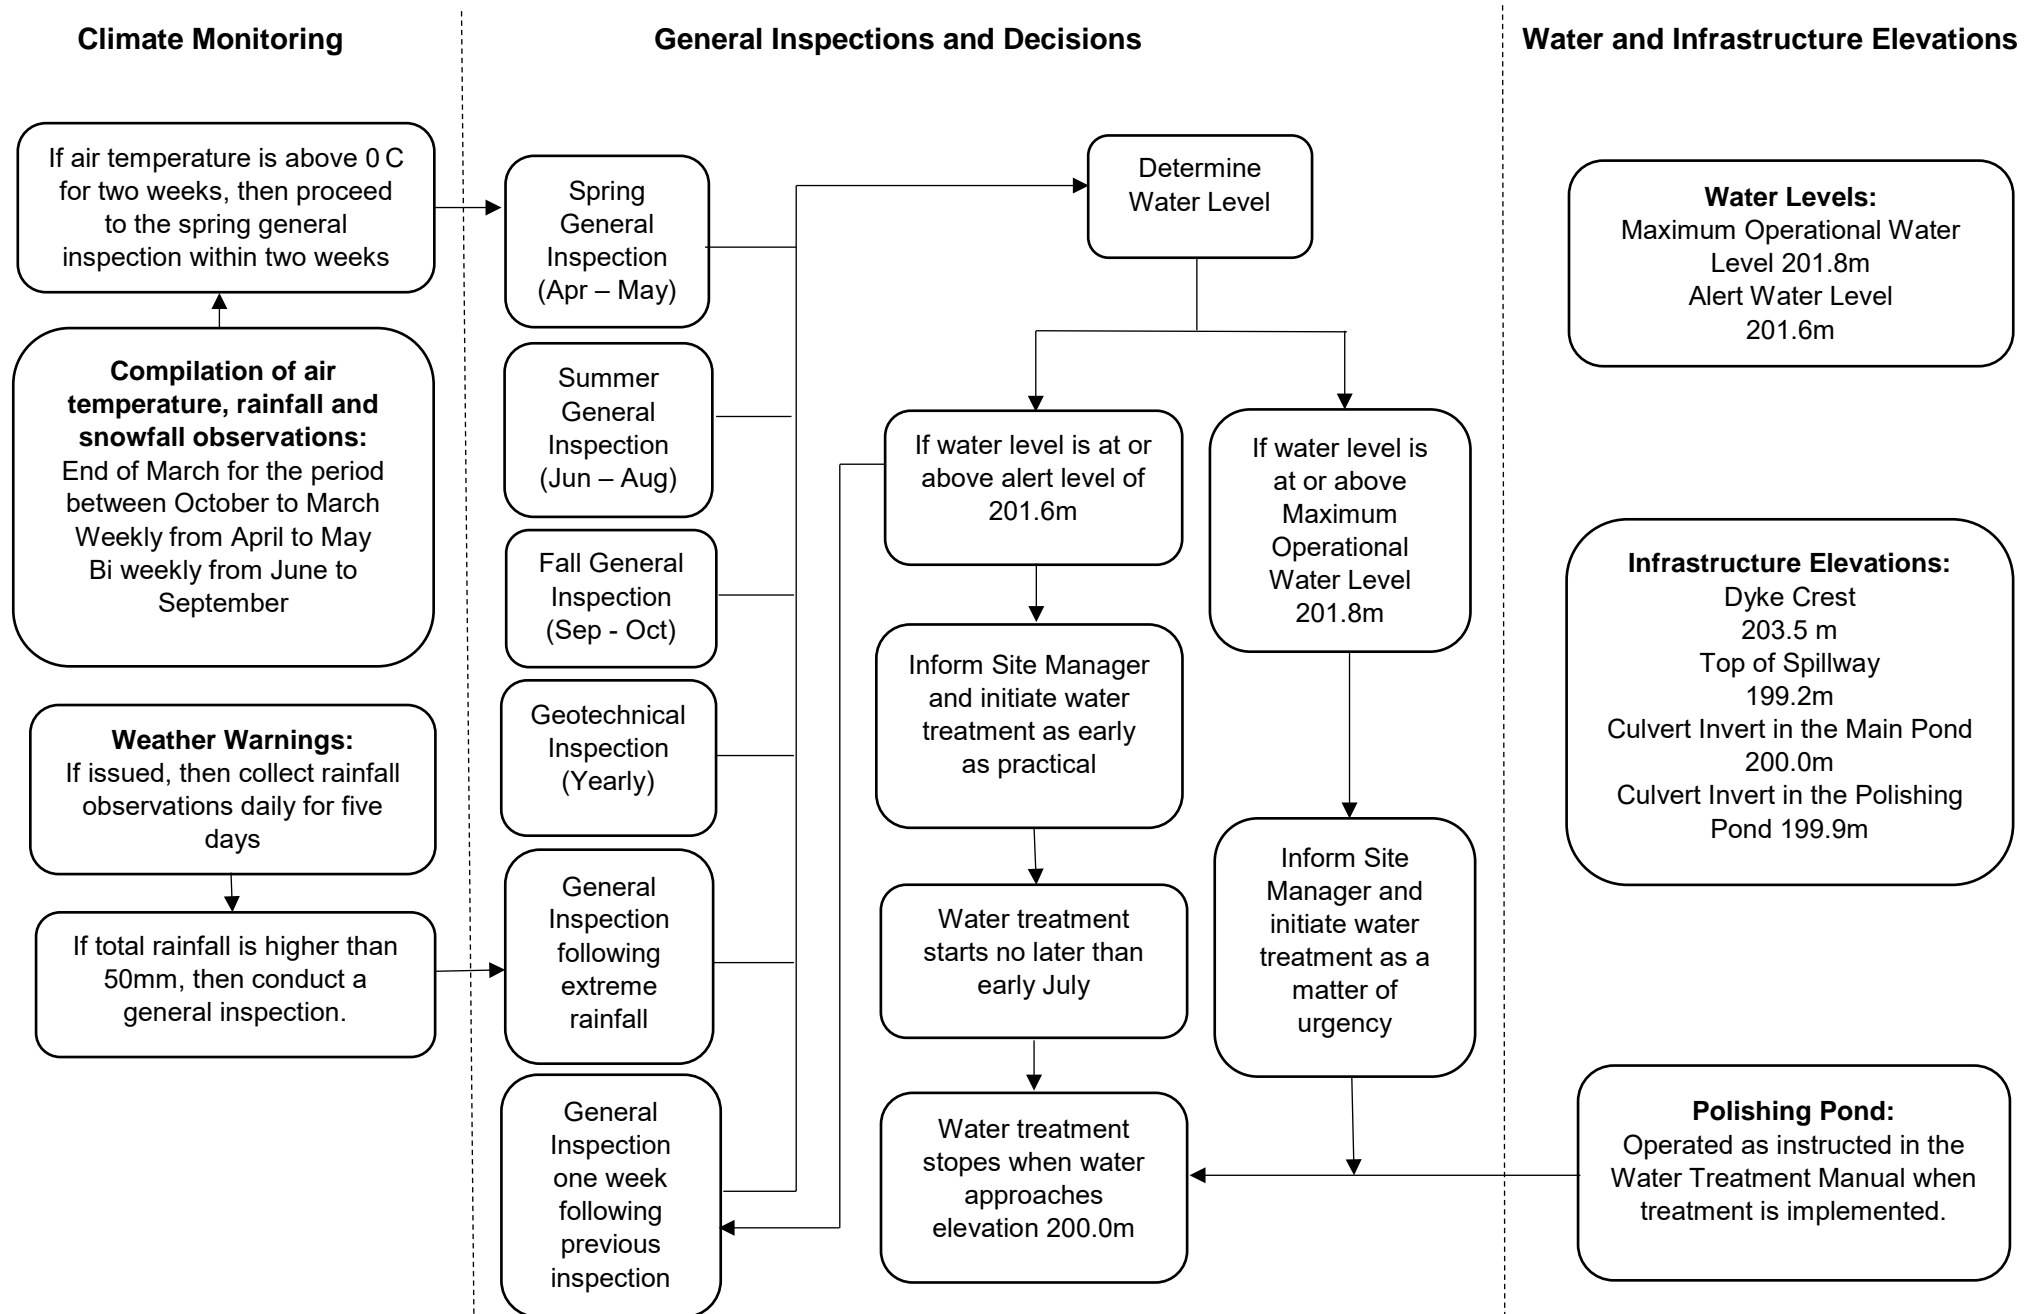 Climate Monitoring
If air temperature is above 0 C
for two weeks, then proceed
to the spring general
inspection within two weeks
Compilation of air
temperature, rainfall and
snowfall observations:
End of March for the period
between October to March
Weekly from April to May
Bi weekly from June to
September
Weather Warnings:
If issued, then collect rainfall
observations daily for five
days
If total rainfall is higher than
50mm, then conduct a
general inspection.
General Inspections and Decisions
Spring
General
Inspection
(Apr – May)
Summer
General
Inspection
(Jun – Aug)
Fall General
Inspection
(Sep - Oct)
Geotechnical
Inspection
(Yearly)
General
Inspection
following
extreme
rainfall
General
Inspection
one week
following
previous
inspection
Determine
Water Level
If water level is at or
above alert level of
201.6m
Inform Site Manager
and initiate water
treatment as early
as practical
Water treatment
starts no later than
early July
Water treatment
stopes when water
approaches
elevation 200.0m
If water level is
at or above
Maximum
Operational
Water Level
201.8m
Inform Site
Manager and
initiate water
treatment as a
matter of
urgency
Water and Infrastructure Elevations
Water Levels:
Maximum Operational Water
Level 201.8m
Alert Water Level
201.6m
Infrastructure Elevations:
Dyke Crest
203.5 m
Top of Spillway
199.2m
Culvert Invert in the Main Pond
200.0m
Culvert Invert in the Polishing
Pond 199.9m
Polishing Pond:
Operated as instructed in the
Water Treatment Manual when
treatment is implemented.